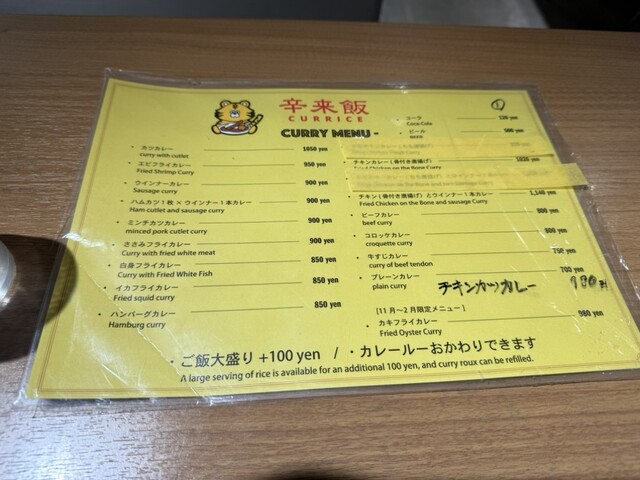 辛来飯
CURRICE
CURRY MENU -
①
カツカレー 1050 yen
curry with cutlet
エビフライカレー 950 yen
Fried Shrimp Curry
ウインナーカレー 900 yen
Sausage curry
ハムカツ1枚×ウインナー1本カレー 900 yen
Ham cutlet and sausage curry
ミンチカツカレー 900 yen
minced pork cutlet curry
ささみフライカレー 900 yen
Curry with fried white meat
白身フライカレー 850 yen
Curry with Fried White Fish
イカフライカレー 850 yen
Fried squid curry
ハンバーグカレー 850 yen
Hamburg curry
コーラ yen
Coca-Cola
ビール yen
チキンカレー(骨付き唐揚げ) yen
Fried Chicken on the Bone Curry
チキン(骨付き唐揚げ)とウインナー1本カレー 1,140 yen
Fried Chicken on the Bone and sausage Curry
ビーフカレー 800 yen
beef curry
コロッケカレー 800 yen
croquette curry
牛すじカレー 750 yen
curry of beef tendon
プレーンカレー 700 yen
plain curry
チキンカツカレー
[11月〜2月限定メニュー]
カキフライカレー 980 yen
Fried Oyster Curry
・ご飯大盛り +100 yen / ・カレールーおかわりできます
A large serving of rice is available for an additional 100 yen, and curry roux can be refilled.